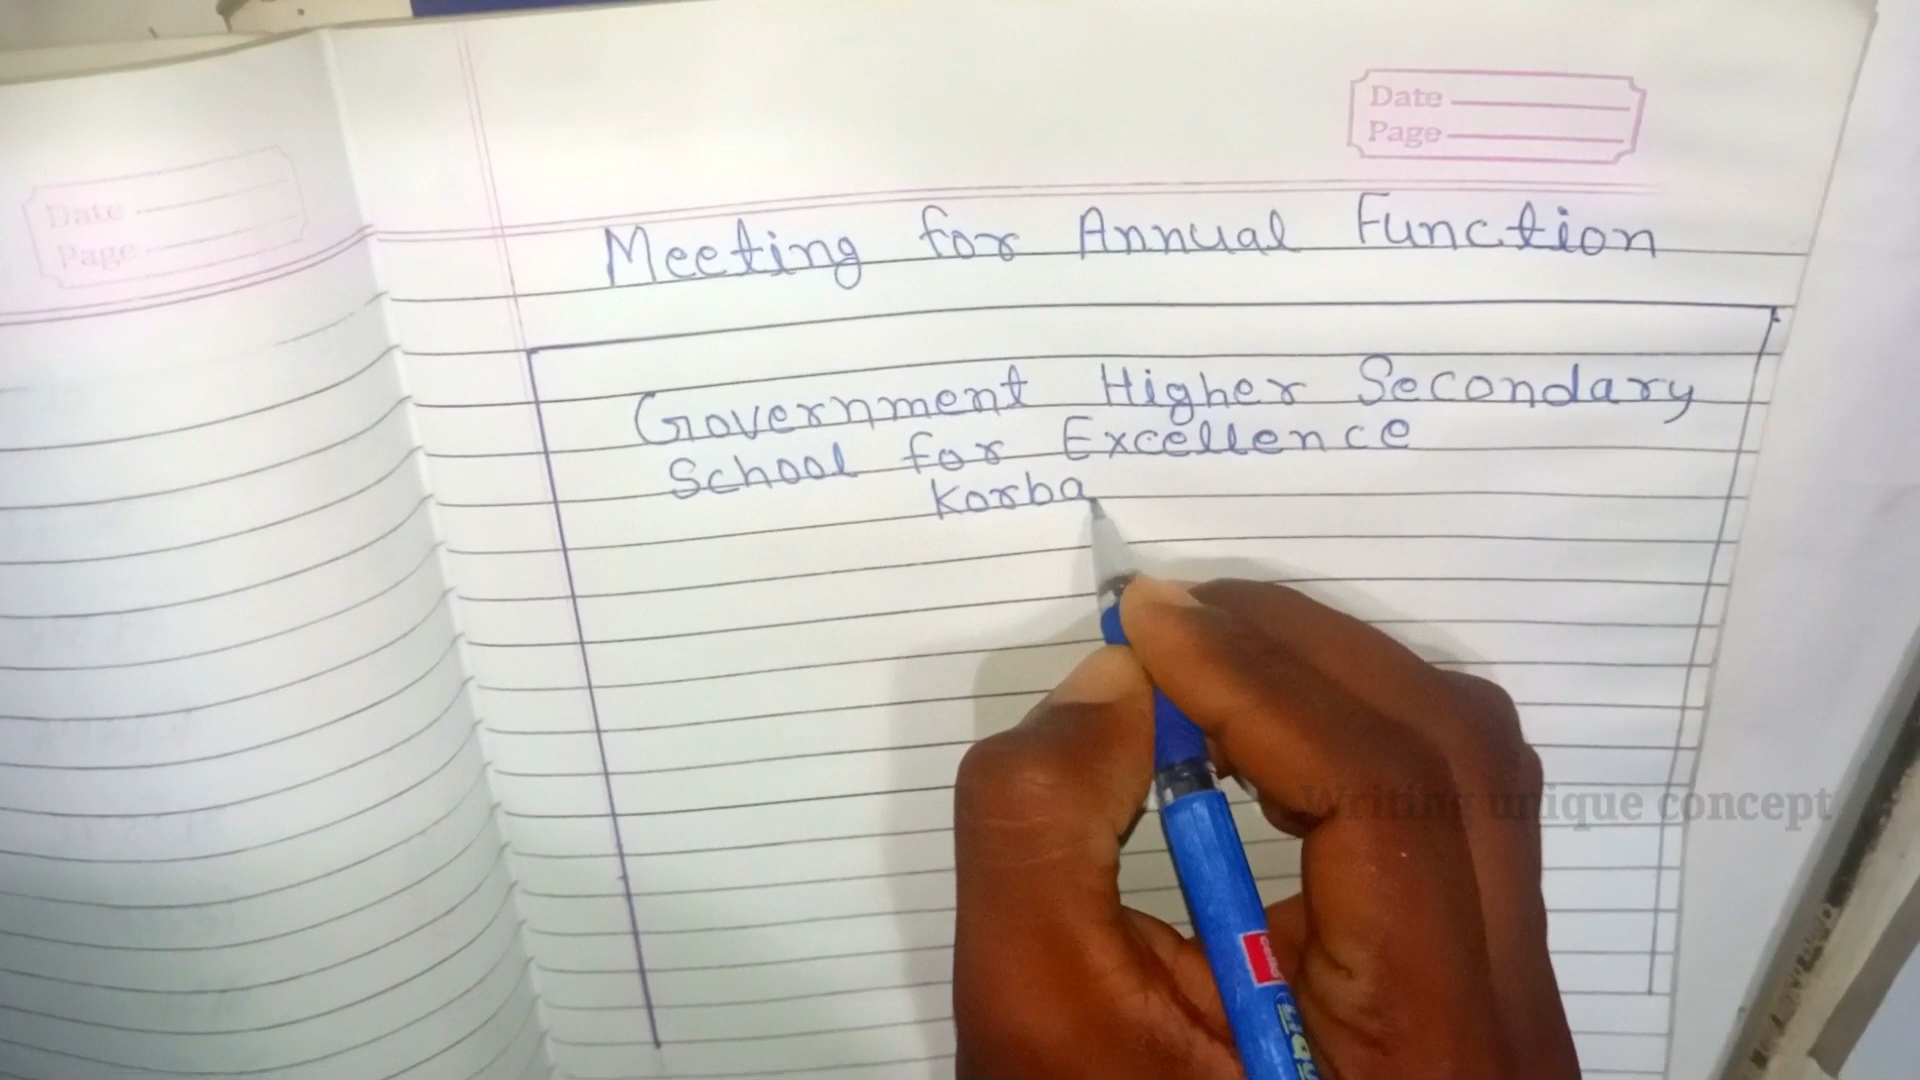 Date
Page
Date
Page
Meeting for Annual Function
Government Higher Secondary
School for Excellence
Korba
Writing unique concept